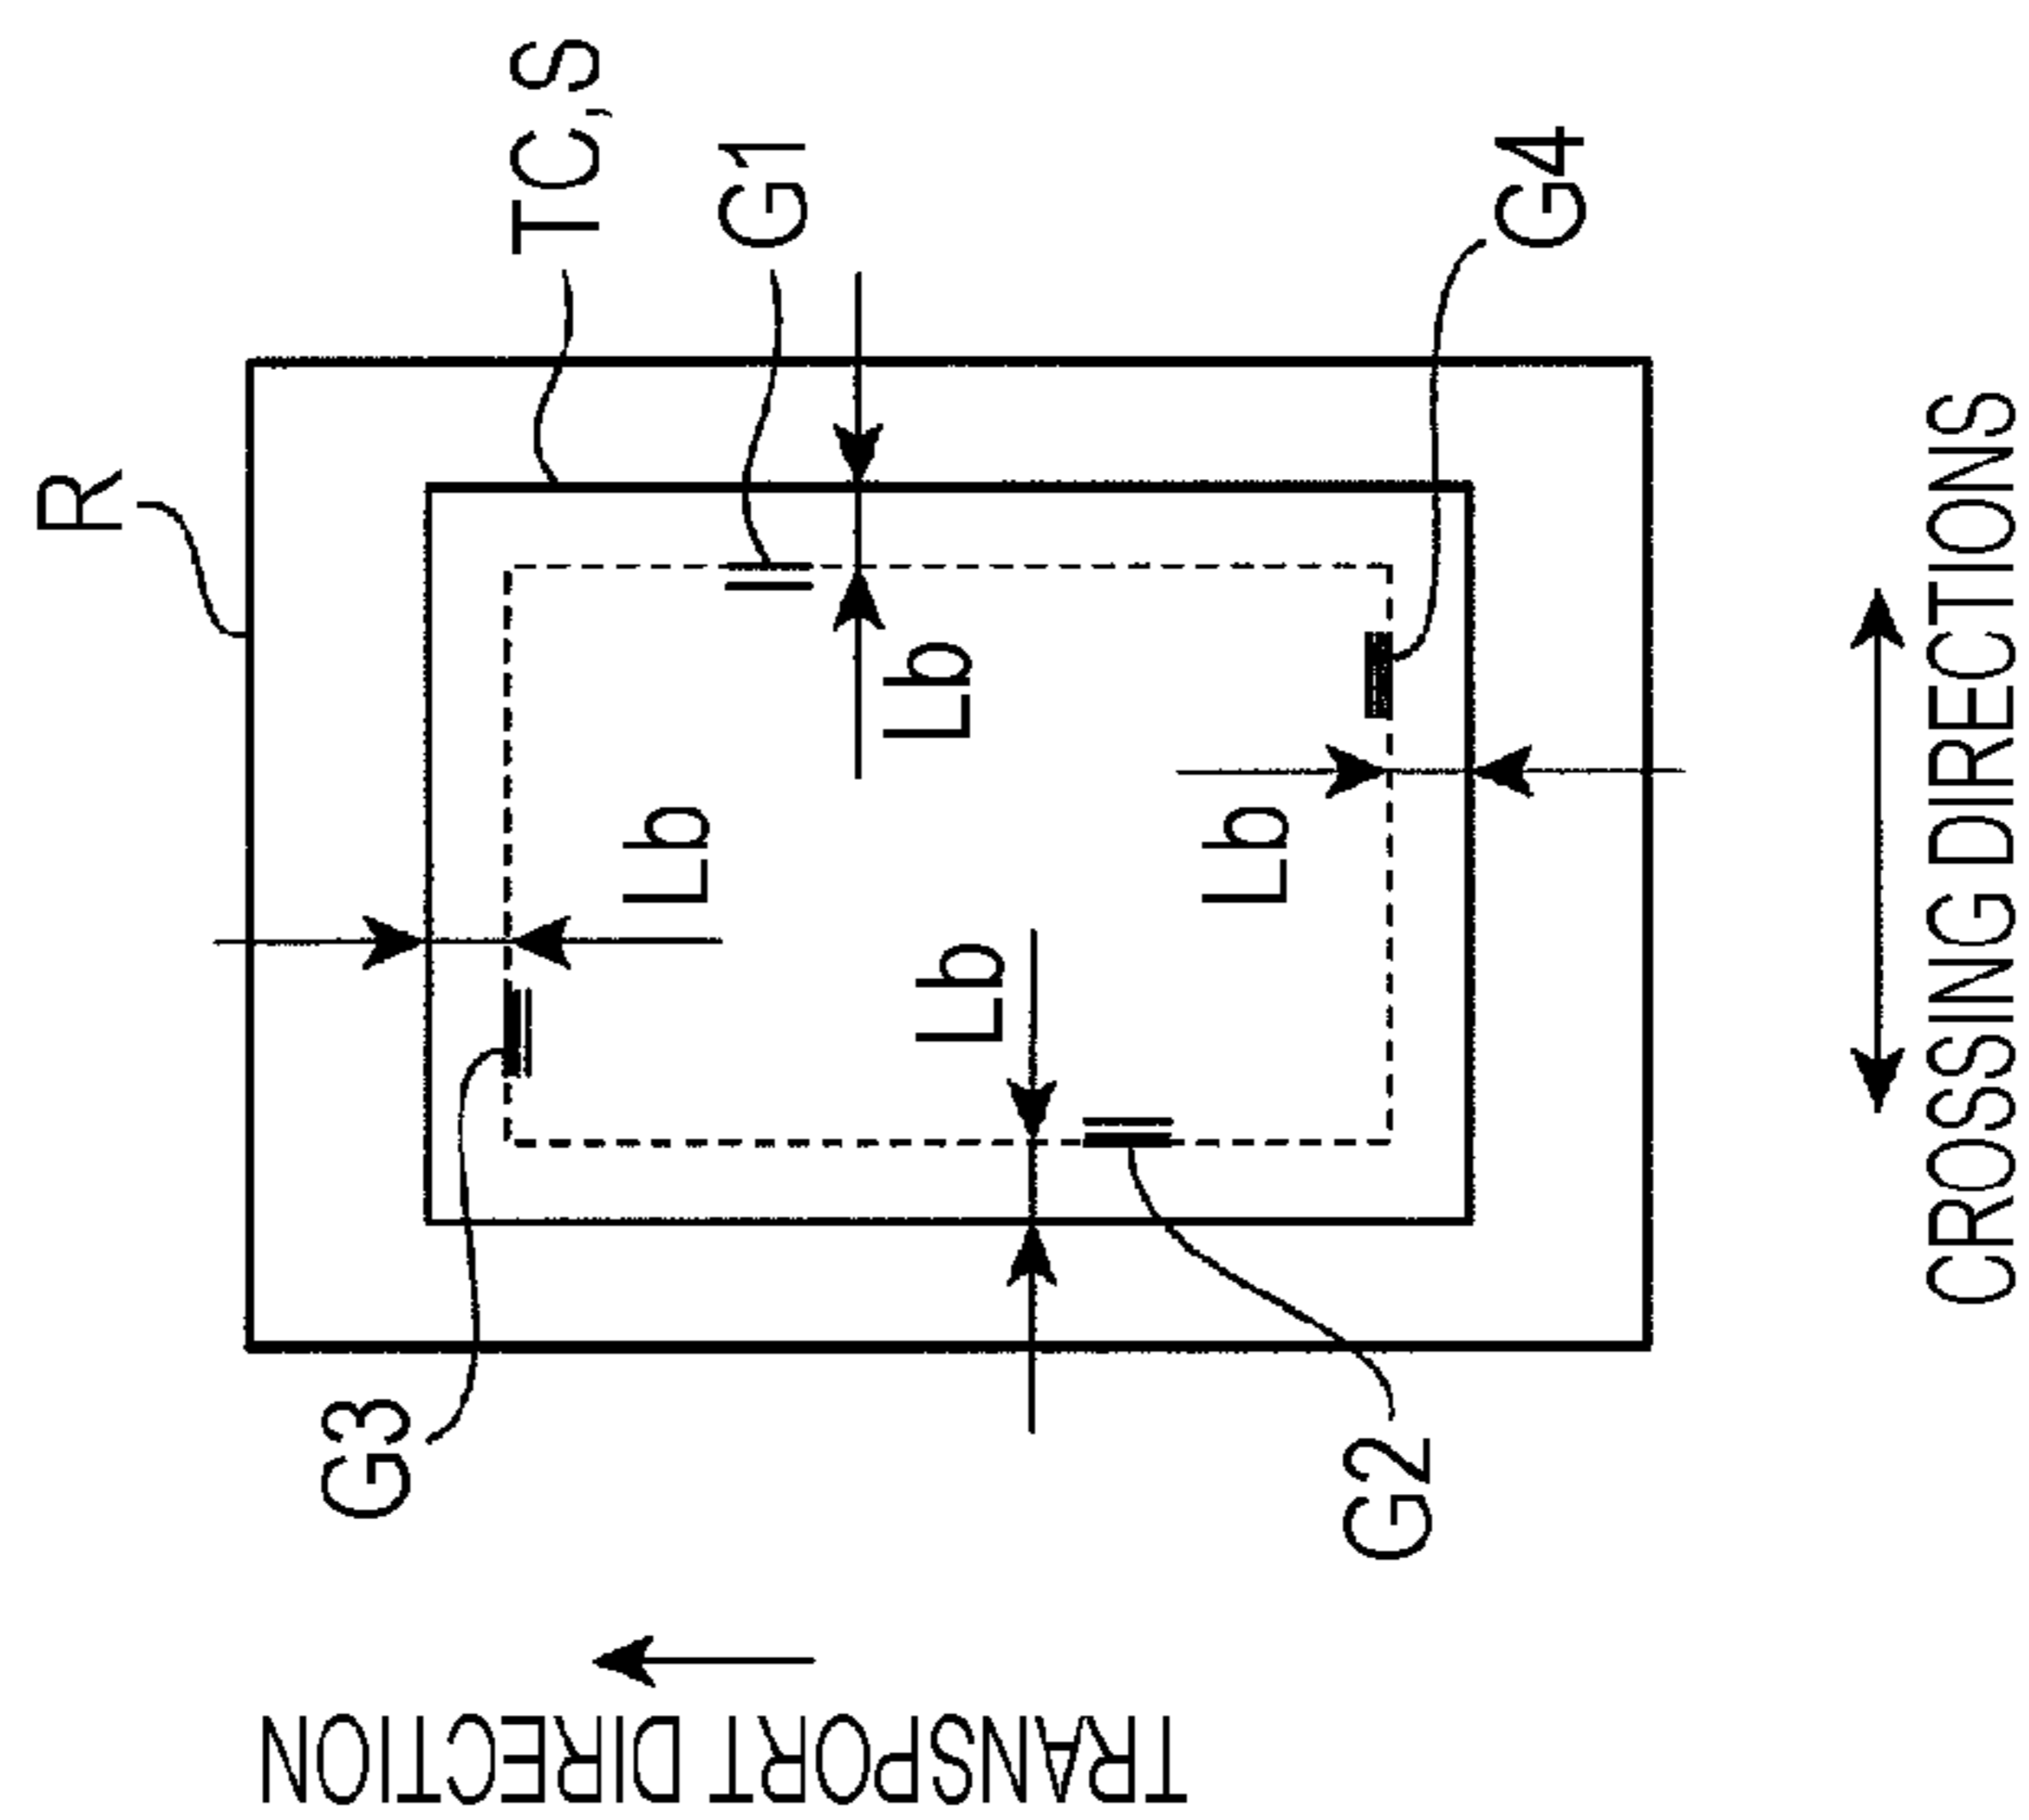 R
G3
TC,S
Lb
G1
Lb
Lb
Lb
G2
G4
TRANSPORT DIRECTION
CROSSING DIRECTIONS